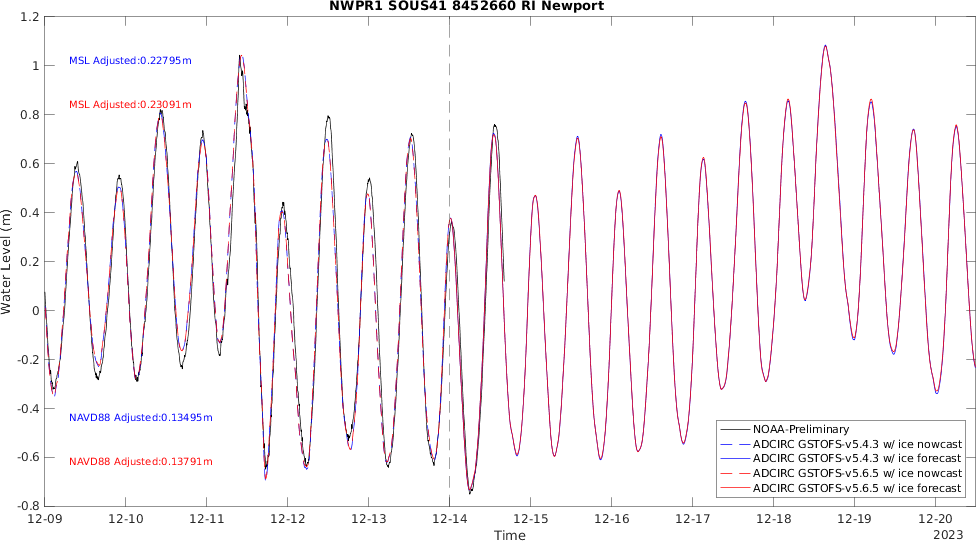 NWPR1 SOUS41 8452660 RI Newport
1.2
1
0.8
0.6
0.4
0.2
0
-0.2
-0.4
-0.6
-0.8
Water Level (m)
MSL Adjusted:0.22795m
MSL Adjusted:0.23091m
NAVD88 Adjusted:0.13495m
NAVD88 Adjusted:0.13791m
NOAA-Preliminary
ADCIRC GSTOFS-v5.4.3 w/ ice nowcast
ADCIRC GSTOFS-v5.4.3 w/ ice forecast
ADCIRC GSTOFS-v5.6.5 w/ ice nowcast
ADCIRC GSTOFS-v5.6.5 w/ ice forecast
12-09 12-10 12-11 12-12 12-13 12-14 12-15 12-16 12-17 12-18 12-19 12-20
2023
Time